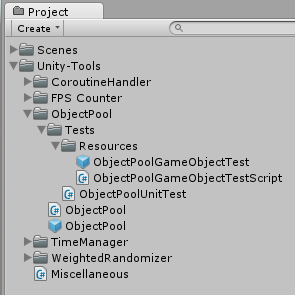 Project
Create
Scenes
Unity-Tools
CoroutineHandler
FPS Counter
ObjectPool
Tests
Resources
ObjectPoolGameObjectTest
ObjectPoolGameObjectTestScript
ObjectPoolUnitTest
ObjectPool
ObjectPool
TimeManager
WeightedRandomizer
Miscellaneous